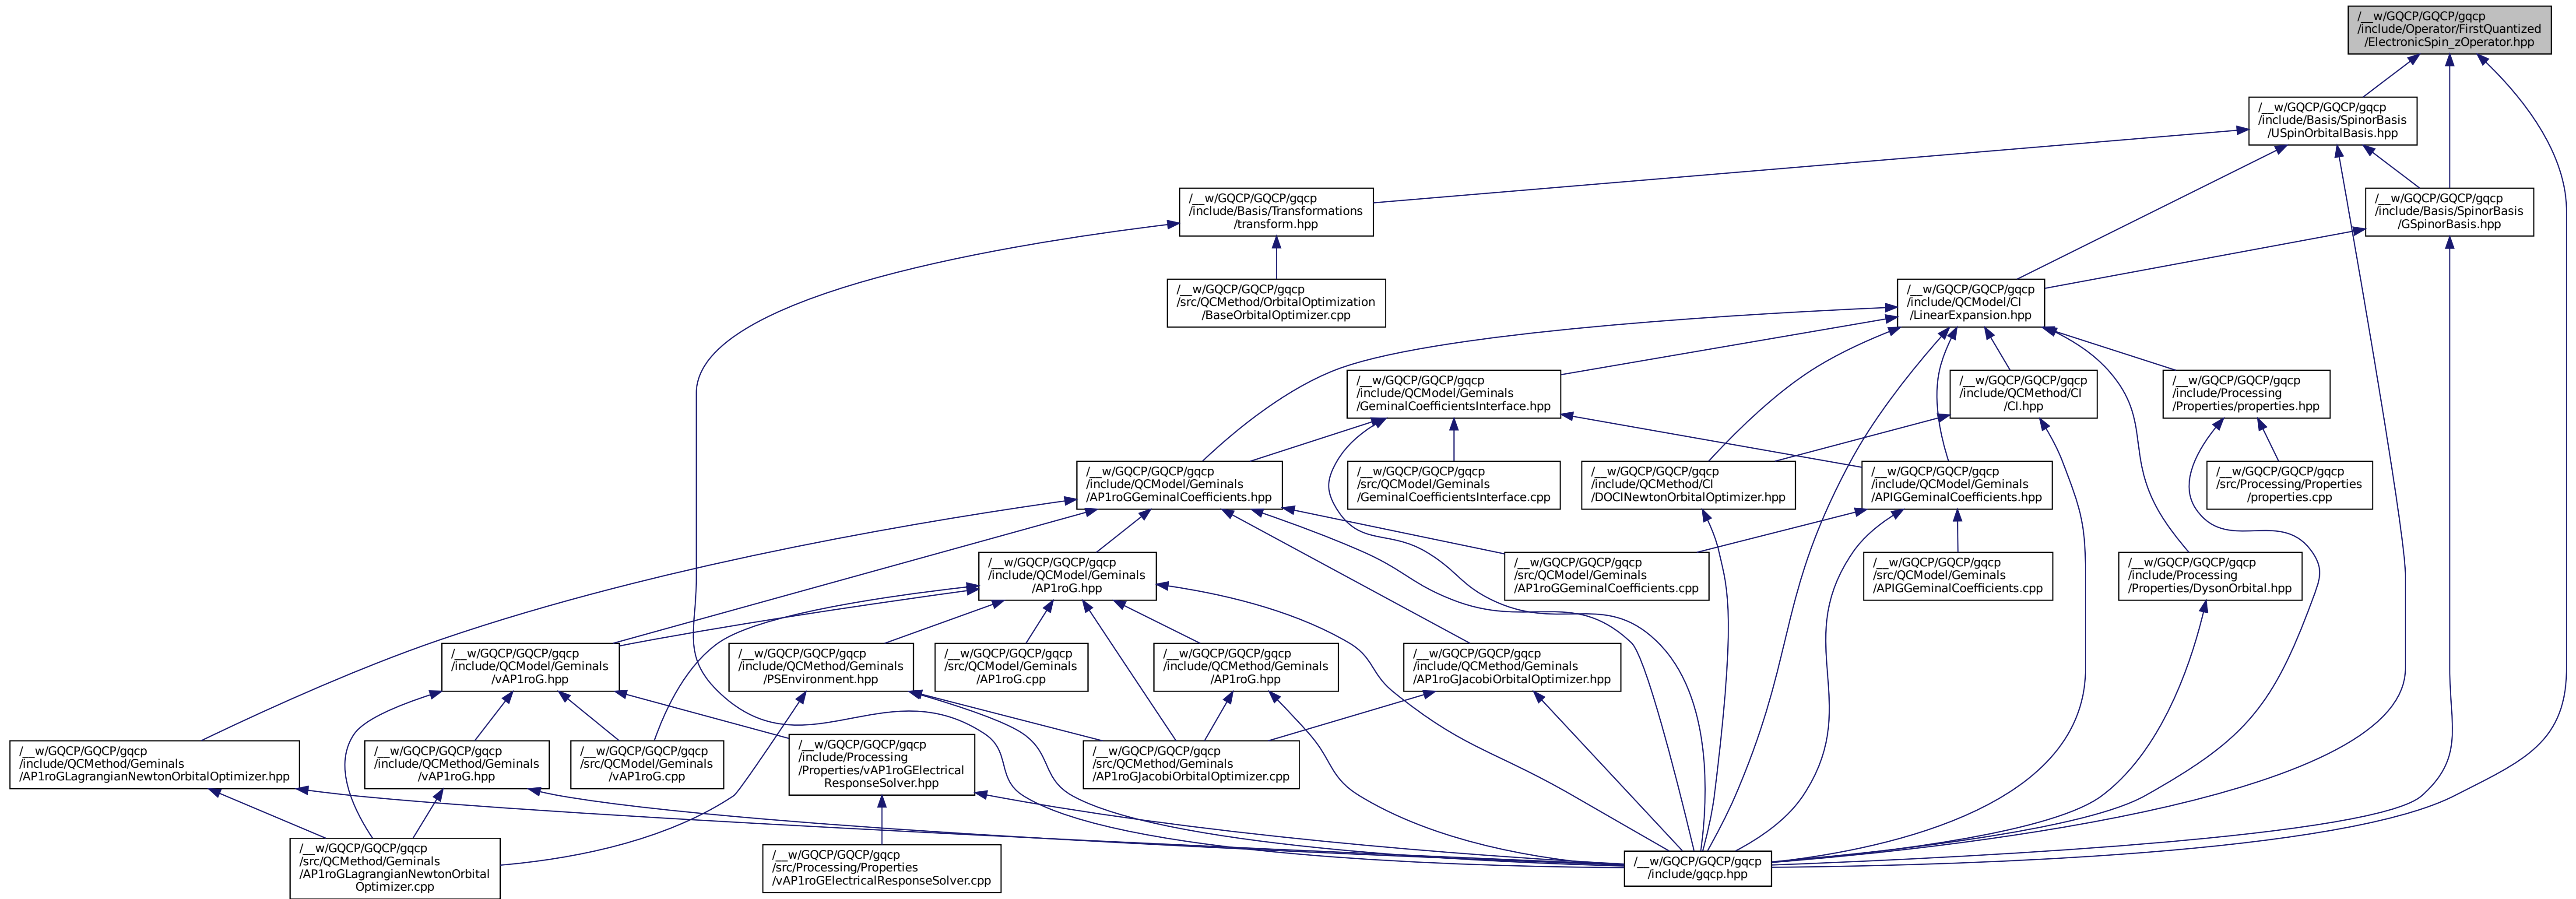 /__w/GQCP/GQCP/gqcp
/include/Operator/FirstQuantized
/ElectronicSpin_zOperator.hpp
/__w/GQCP/GQCP/gqcp
/include/Basis/SpinorBasis
/USpinOrbitalBasis.hpp
/__w/GQCP/GQCP/gqcp
/include/Basis/Transformations
/transform.hpp
/__w/GQCP/GQCP/gqcp
/include/Basis/SpinorBasis
/GSpinorBasis.hpp
/__w/GQCP/GQCP/gqcp
/src/QCMethod/OrbitalOptimization
/BaseOrbitalOptimizer.cpp
/__w/GQCP/GQCP/gqcp
/include/QCModel/CI
/LinearExpansion.hpp
/__w/GQCP/GQCP/gqcp
/include/QCModel/Geminals
/GeminalCoefficientsInterface.hpp
/__w/GQCP/GQCP/gqcp
/include/QCMethod/CI
/CI.hpp
/__w/GQCP/GQCP/gqcp
/include/Processing
/Properties/properties.hpp
/__w/GQCP/GQCP/gqcp
/include/QCModel/Geminals
/AP1roGGeminalCoefficients.hpp
/__w/GQCP/GQCP/gqcp
/src/QCModel/Geminals
/GeminalCoefficientsInterface.cpp
/__w/GQCP/GQCP/gqcp
/include/QCMethod/CI
/DOCINewtonOrbitalOptimizer.hpp
/__w/GQCP/GQCP/gqcp
/include/QCModel/Geminals
/APIGGeminalCoefficients.hpp
/__w/GQCP/GQCP/gqcp
/src/Processing/Properties
/properties.cpp
/__w/GQCP/GQCP/gqcp
/include/QCModel/Geminals
/AP1roG.hpp
/__w/GQCP/GQCP/gqcp
/src/QCModel/Geminals
/AP1roGGeminalCoefficients.cpp
/__w/GQCP/GQCP/gqcp
/src/QCModel/Geminals
/APIGGeminalCoefficients.cpp
/__w/GQCP/GQCP/gqcp
/include/Processing
/Properties/DysonOrbital.hpp
/__w/GQCP/GQCP/gqcp
/include/QCModel/Geminals
/vAP1roG.hpp
/__w/GQCP/GQCP/gqcp
/include/QCMethod/Geminals
/PSEnvironment.hpp
/__w/GQCP/GQCP/gqcp
/src/QCModel/Geminals
/AP1roG.cpp
/__w/GQCP/GQCP/gqcp
/include/QCMethod/Geminals
/AP1roG.hpp
/__w/GQCP/GQCP/gqcp
/include/QCMethod/Geminals
/AP1roGJacobiOrbitalOptimizer.hpp
/__w/GQCP/GQCP/gqcp
/include/QCMethod/Geminals
/AP1roGLagrangianNewtonOrbitalOptimizer.hpp
/__w/GQCP/GQCP/gqcp
/include/QCMethod/Geminals
/vAP1roG.hpp
/__w/GQCP/GQCP/gqcp
/src/QCModel/Geminals
/vAP1roG.cpp
/__w/GQCP/GQCP/gqcp
/include/Processing
/Properties/vAP1roGElectrical
ResponseSolver.hpp
/__w/GQCP/GQCP/gqcp
/src/QCMethod/Geminals
/AP1roGJacobiOrbitalOptimizer.cpp
/__w/GQCP/GQCP/gqcp
/src/QCMethod/Geminals
/AP1roGLagrangianNewtonOrbital
Optimizer.cpp
/__w/GQCP/GQCP/gqcp
/src/Processing/Properties
/vAP1roGElectricalResponseSolver.cpp
/__w/GQCP/GQCP/gqcp
/include/gqcp.hpp